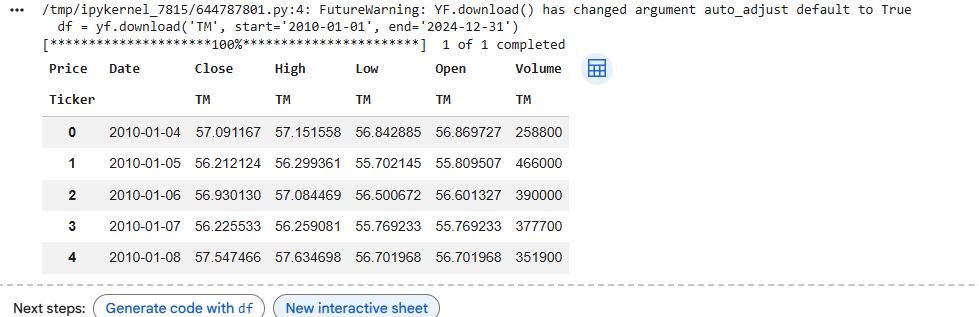 /tmp/ipykernel_7815/644787801.py:4: FutureWarning: YF.download() has changed argument auto_adjust default to True
df = yf.download('TM', start='2010-01-01', end='2024-12-31')
[*********************100%***********************]  1 of 1 completed
Price Date Close High Low Open Volume
Ticker TM TM TM TM TM
0 2010-01-04 57.091167 57.151558 56.842885 56.869727 258800
1 2010-01-05 56.212124 56.299361 55.702145 55.809507 466000
2 2010-01-06 56.930130 57.084469 56.500672 56.601327 390000
3 2010-01-07 56.225533 56.259081 55.769233 55.769233 377700
4 2010-01-08 57.547466 57.634698 56.701968 56.701968 351900
Next steps: Generate code with df New interactive sheet